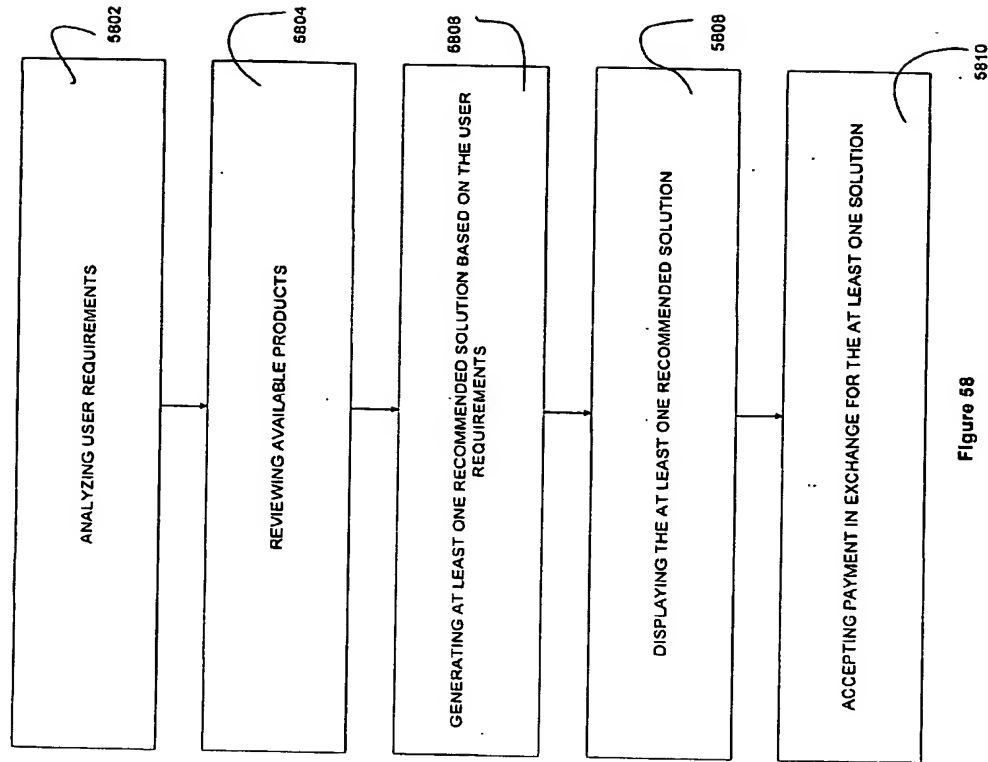 ANALYZING USER REQUIREMENTS
5802
REVIEWING AVAILABLE PRODUCTS
5804
GENERATING AT LEAST ONE RECOMMENDED SOLUTION BASED ON THE USER
REQUIREMENTS
DISPLAYING THE AT LEAST ONE RECOMMENDED SOLUTION
5808
ACCEPTING PAYMENT IN EXCHANGE FOR THE AT LEAST ONE SOLUTION
5810
Figure 58